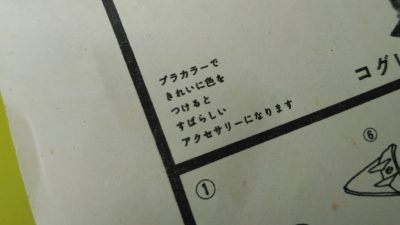 プラカラーで
きれいに色を
つけると
すばらしい
アクセサリーになります
コグ
①
⑥